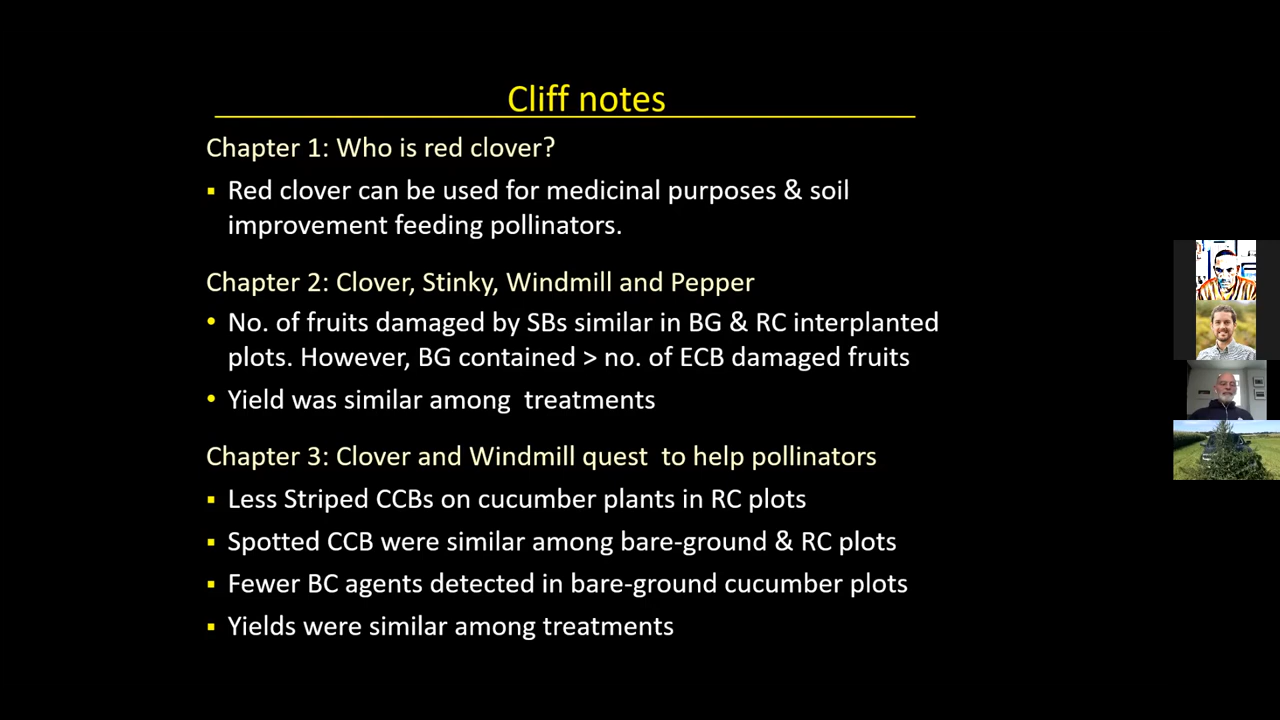 Cliff notes
Chapter 1: Who is red clover?
▪ Red clover can be used for medicinal purposes & soil
improvement feeding pollinators.
Chapter 2: Clover, Stinky, Windmill and Pepper
• No. of fruits damaged by SBs similar in BG & RC interplanted
plots. However, BG contained > no. of ECB damaged fruits
• Yield was similar among  treatments
Chapter 3: Clover and Windmill quest  to help pollinators
▪ Less Striped CCBs on cucumber plants in RC plots
▪ Spotted CCB were similar among bare-ground & RC plots
▪ Fewer BC agents detected in bare-ground cucumber plots
▪ Yields were similar among treatments